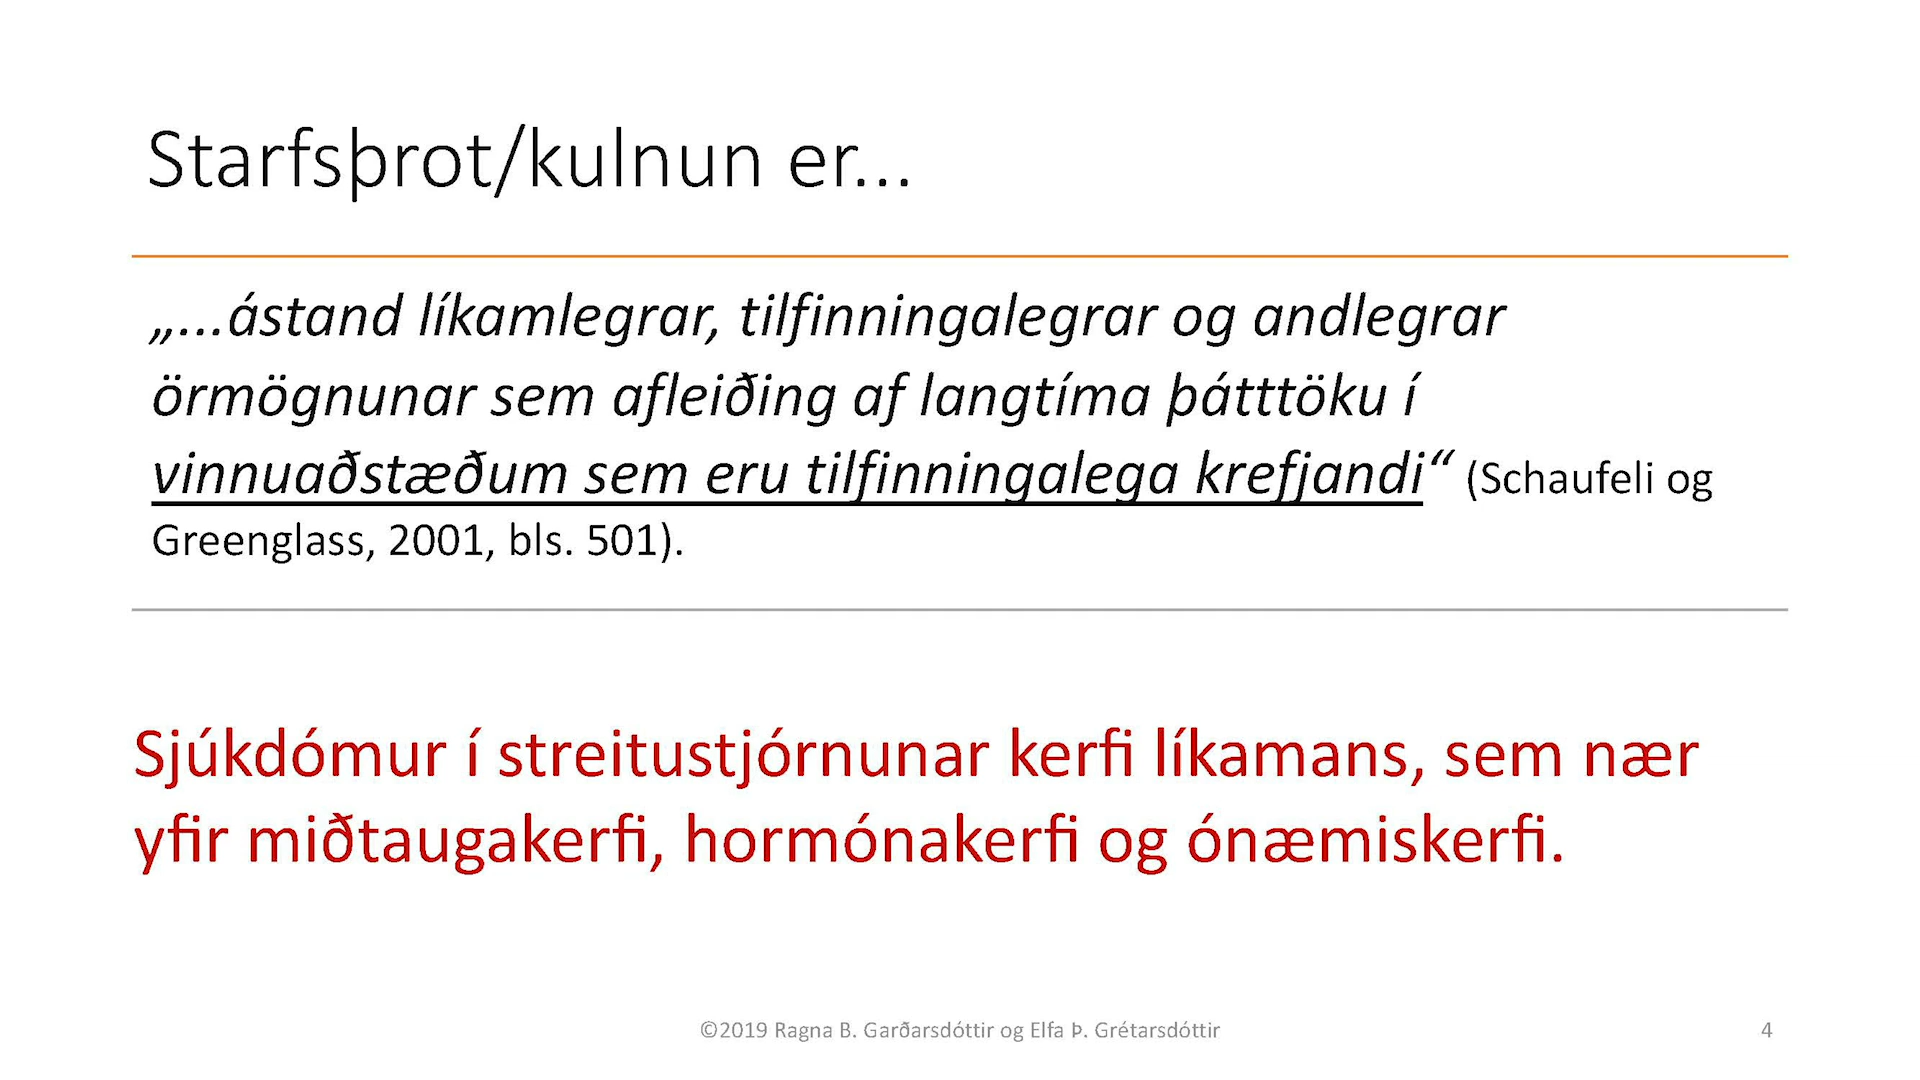 Starfsþrot/kulnun er...
„...ástand líkamlegrar, tilfinningalegrar og andlegrar
örmögnunar sem afleiðing af langtíma þátttöku í
vinnuaðstæðum sem eru tilfinningalega krefjandi“ (Schaufeli og
Greenglass, 2001, bls. 501).
Sjúkdómur í streitustjórnunar kerfi líkamans, sem nær
yfir miðtaugakerfi, hormónakerfi og ónæmiskerfi.
©2019 Ragna B. Garðarsdóttir og Elfa Þ. Grétarsdóttir
4